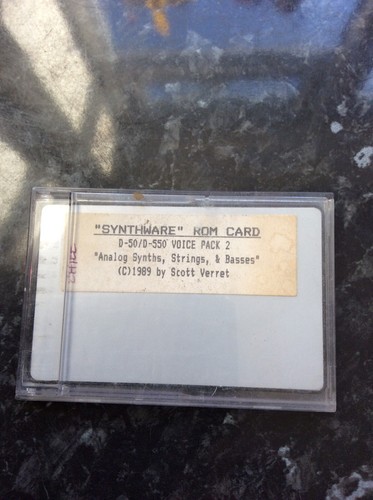 "SYNTHWARE" ROM CARD
D-50/D-550 VOICE PACK 2
"Analog Synths, Strings, & Basses"
(C)1989 by Scott Verret